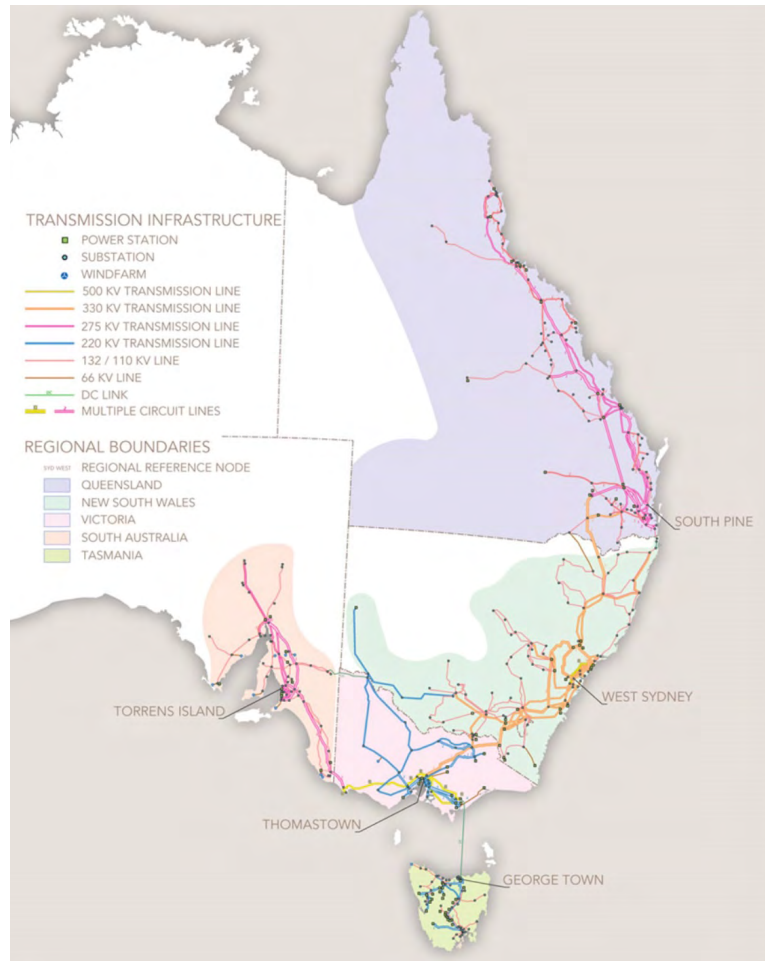 TRANSMISSION INFRASTRUCTURE
POWER STATION
SUBSTATION
WINDFARM
500 KV TRANSMISSION LINE
330 KV TRANSMISSION LINE
275 KV TRANSMISSION LINE
220 KV TRANSMISSION LINE
132 / 110 KV LINE
66 KV LINE
DC LINK
MULTIPLE CIRCUIT LINES
REGIONAL BOUNDARIES
REGIONAL REFERENCE NODE
QUEENSLAND
NEW SOUTH WALES
VICTORIA
SOUTH AUSTRALIA
TASMANIA
SOUTH PINE
WEST SYDNEY
TORRENS ISLAND
THOMASTOWN
GEORGE TOWN